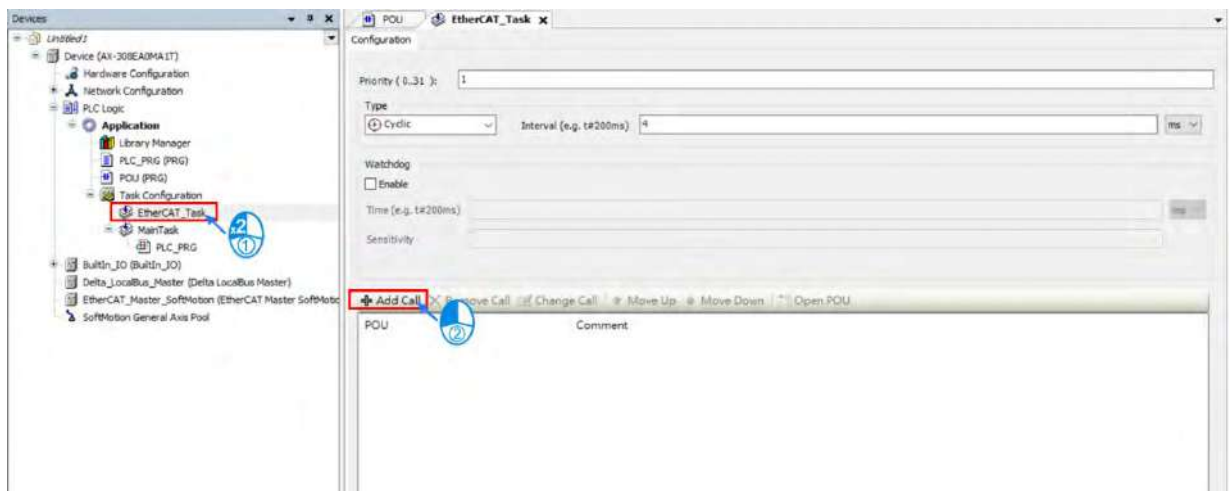 Devices
Untitled1
Device (AX-308EA0MA1T)
Hardware Configuration
Network Configuration
PLC Logic
Application
Library Manager
PLC_PRG (PRG)
POU (PRG)
Task Configuration
EtherCAT_Task
x2
①
MainTask
PLC_PRG
BuiltIn_IO (BuiltIn_IO)
Delta_LocalBus_Master (Delta LocalBus Master)
EtherCAT_Master_SoftMotion (EtherCAT Master SoftMotic
SoftMotion General Axis Pool
POU EtherCAT_Task
Configuration
Priority ( 0..31 ): 1
Type
Cyclic Interval (e.g. t#200ms) 4 ms
Watchdog
Enable
Time (e.g. t#200ms) ms
Sensitivity
Add Call Remove Call Change Call Move Up Move Down Open POU
②
POU Comment